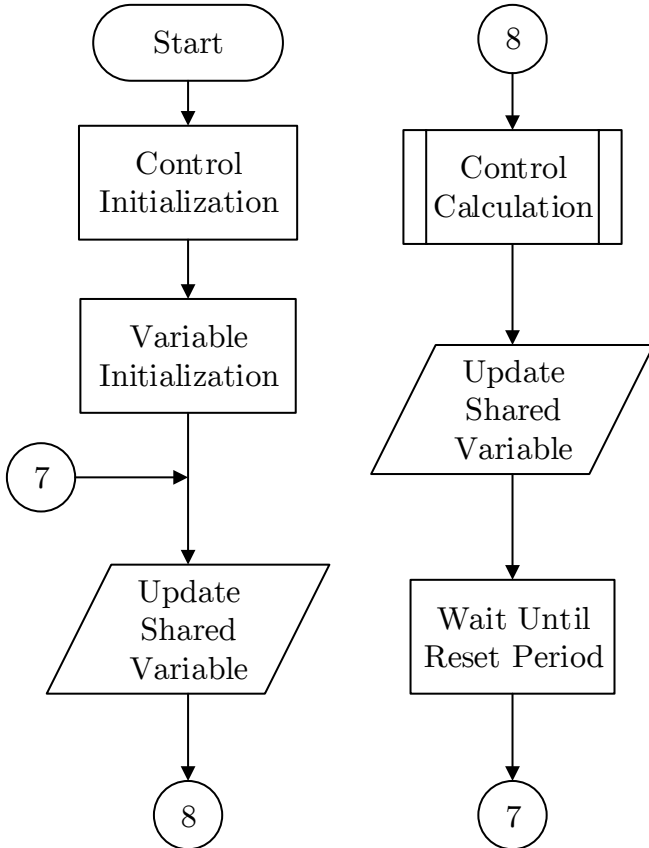 Start
Control
Initialization
Variable
Initialization
7
Update
Shared
Variable
8
8
Control
Calculation
Update
Shared
Variable
Wait Until
Reset Period
7